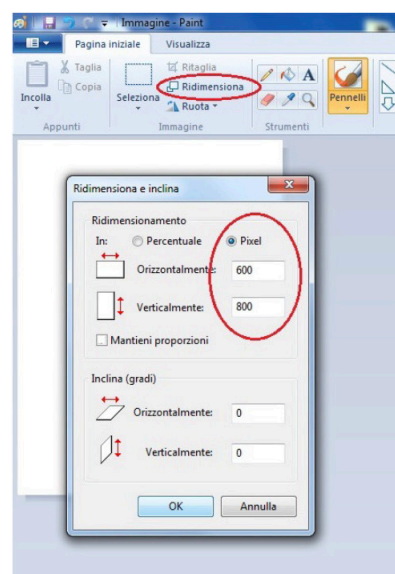 Immagine - Paint
Pagina iniziale Visualizza
Incolla
Taglia
Copia
Appunti
Seleziona
Ritaglia
Ridimensiona
Ruota
Immagine
A
Strumenti
Pennelli
Ridimensiona e inclina
Ridimensionamento
In: Percentuale Pixel
Orizzontalmente: 600
Verticalmente: 800
Mantieni proporzioni
Inclina (gradi)
Orizzontalmente: 0
Verticalmente: 0
OK Annulla